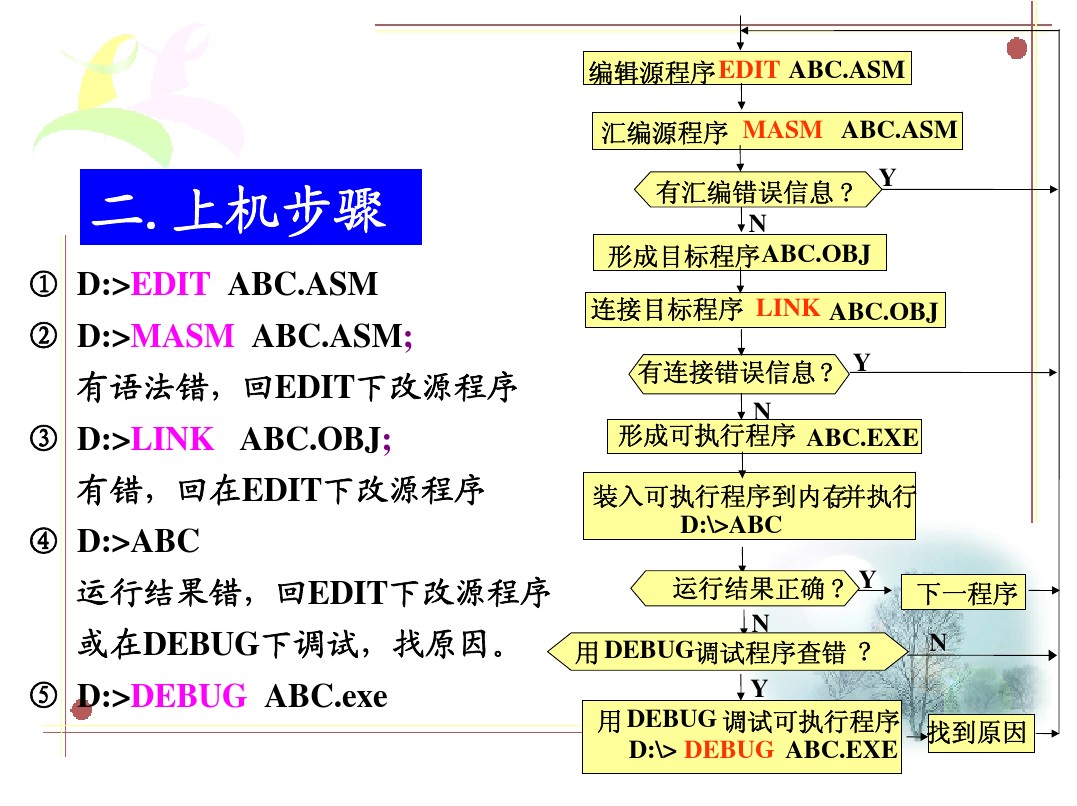 二.上机步骤
① D:>EDIT ABC.ASM
② D:>MASM ABC.ASM;
有语法错，回EDIT下改源程序
③ D:>LINK ABC.OBJ;
有错，回在EDIT下改源程序
④ D:>ABC
运行结果错，回EDIT下改源程序
或在DEBUG下调试，找原因。
⑤ D:>DEBUG ABC.exe
编辑源程序EDIT ABC.ASM
汇编源程序 MASM ABC.ASM
有汇编错误信息？ Y
N
形成目标程序ABC.OBJ
连接目标程序 LINK ABC.OBJ
有连接错误信息？ Y
N
形成可执行程序 ABC.EXE
装入可执行程序到内存,并执行
D:\>ABC
运行结果正确？ Y 下一程序
N
用DEBUG调试程序查错？ N
Y
用DEBUG调试可执行程序 找到原因
D:\> DEBUG ABC.EXE